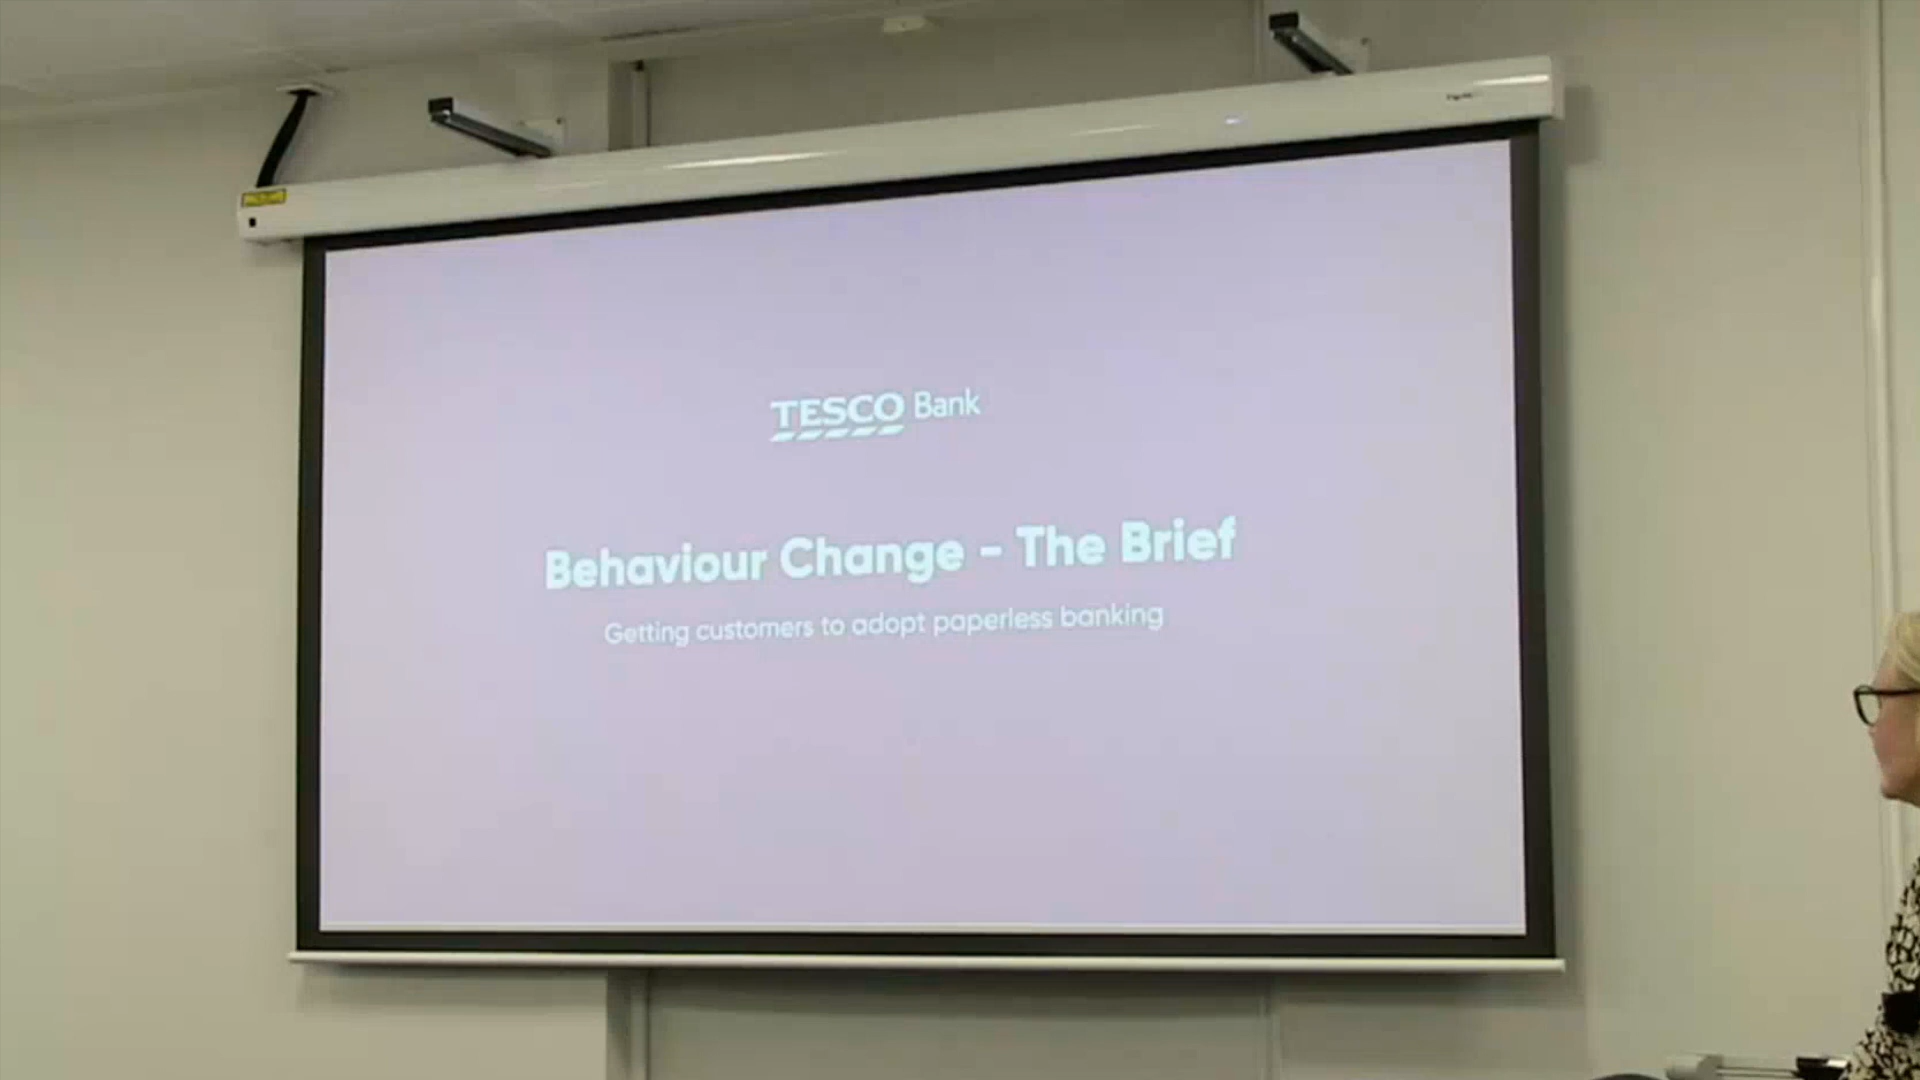 TESCO Bank
Behaviour Change - The Brief
Getting customers to adopt paperless banking